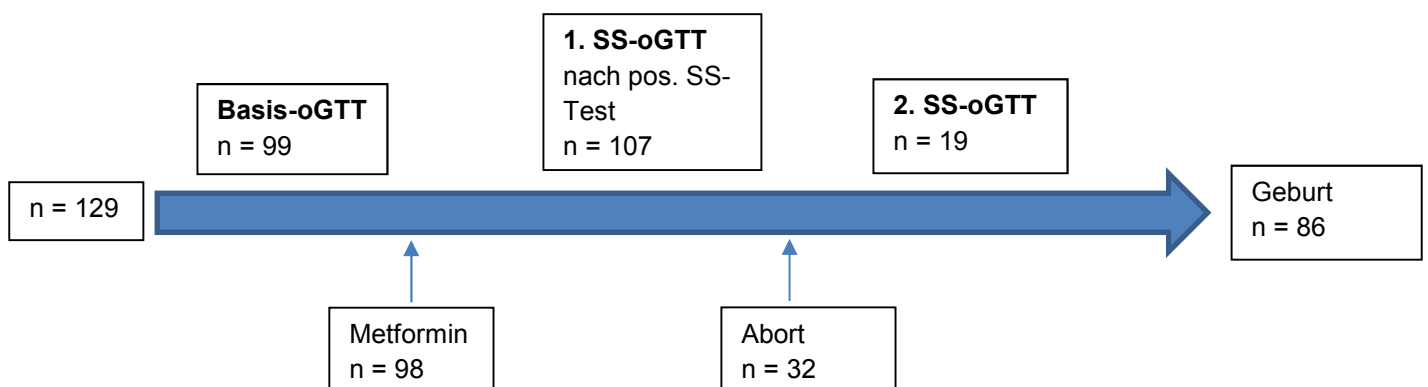 1. SS-oGTT
nach pos. SS-
Test
n = 107
Basis-oGTT
n = 99
2. SS-oGTT
n = 19
n = 129
Geburt
n = 86
Metformin
n = 98
Abort
n = 32